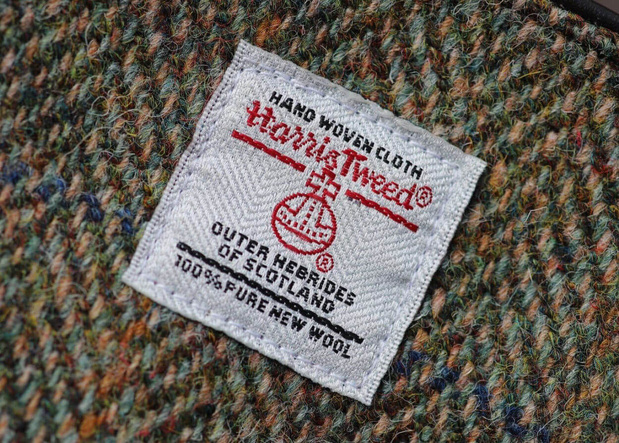 HAND WOVEN CLOTH
Harris Tweed®
®
OUTER HEBRIDES
OF SCOTLAND
100% PURE NEW WOOL